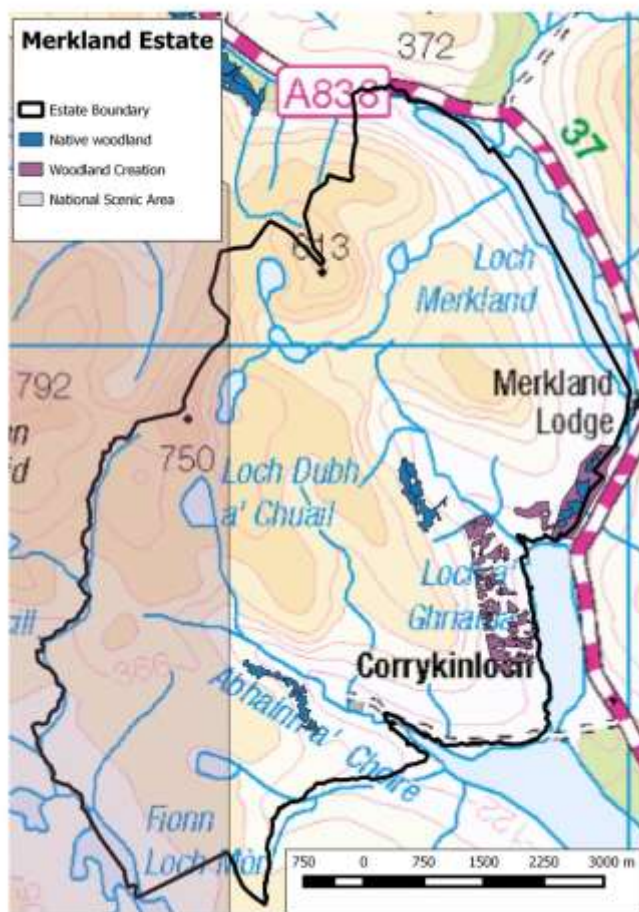 Merkland Estate
Estate Boundary
Native woodland
Woodland Creation
National Scenic Area
372
A838
37
613
Loch
Merkland
792
Merkland
Lodge
750
Loch Dubh
a' Chuail
Loch a'
Corrykinloch
366
Abhainn a' Choire
Fionn
Loch Mòr
750 0 750 1500 2250 3000 m